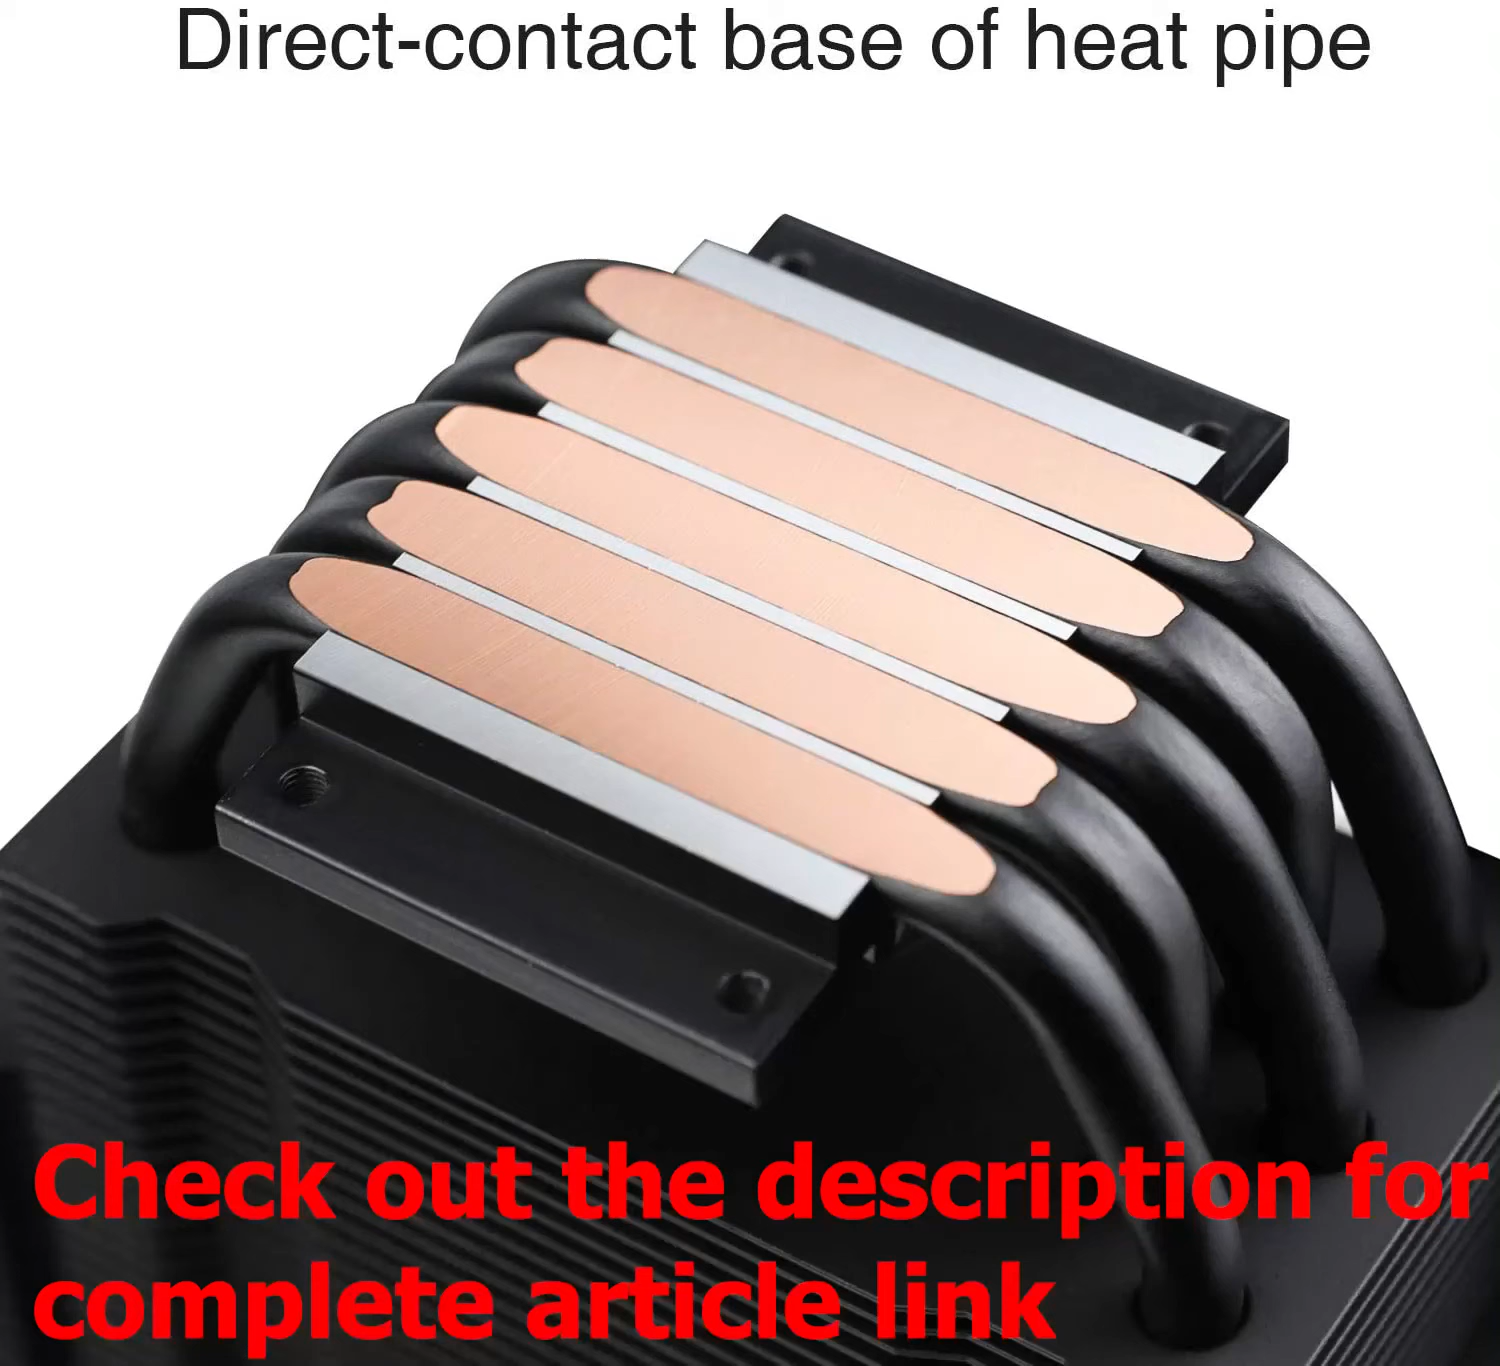 Direct-contact base of heat pipe
Check out the description for
complete article link